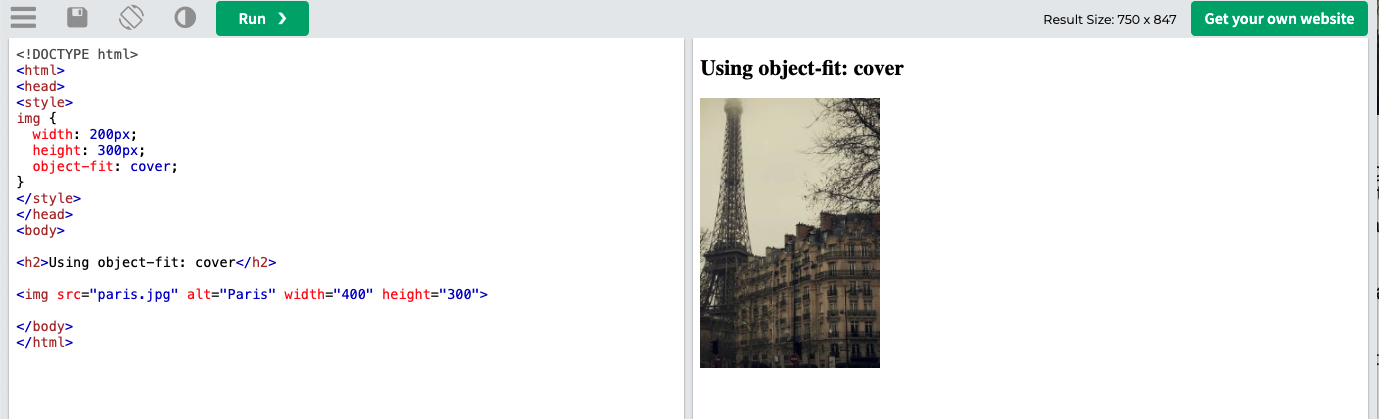 Run ❯
Result Size: 750 x 847
Get your own website
<!DOCTYPE html>
<html>
<head>
<style>
img {
  width: 200px;
  height: 300px;
  object-fit: cover;
}
</style>
</head>
<body>

<h2>Using object-fit: cover</h2>

<img src="paris.jpg" alt="Paris" width="400" height="300">

</body>
</html>
Using object-fit: cover